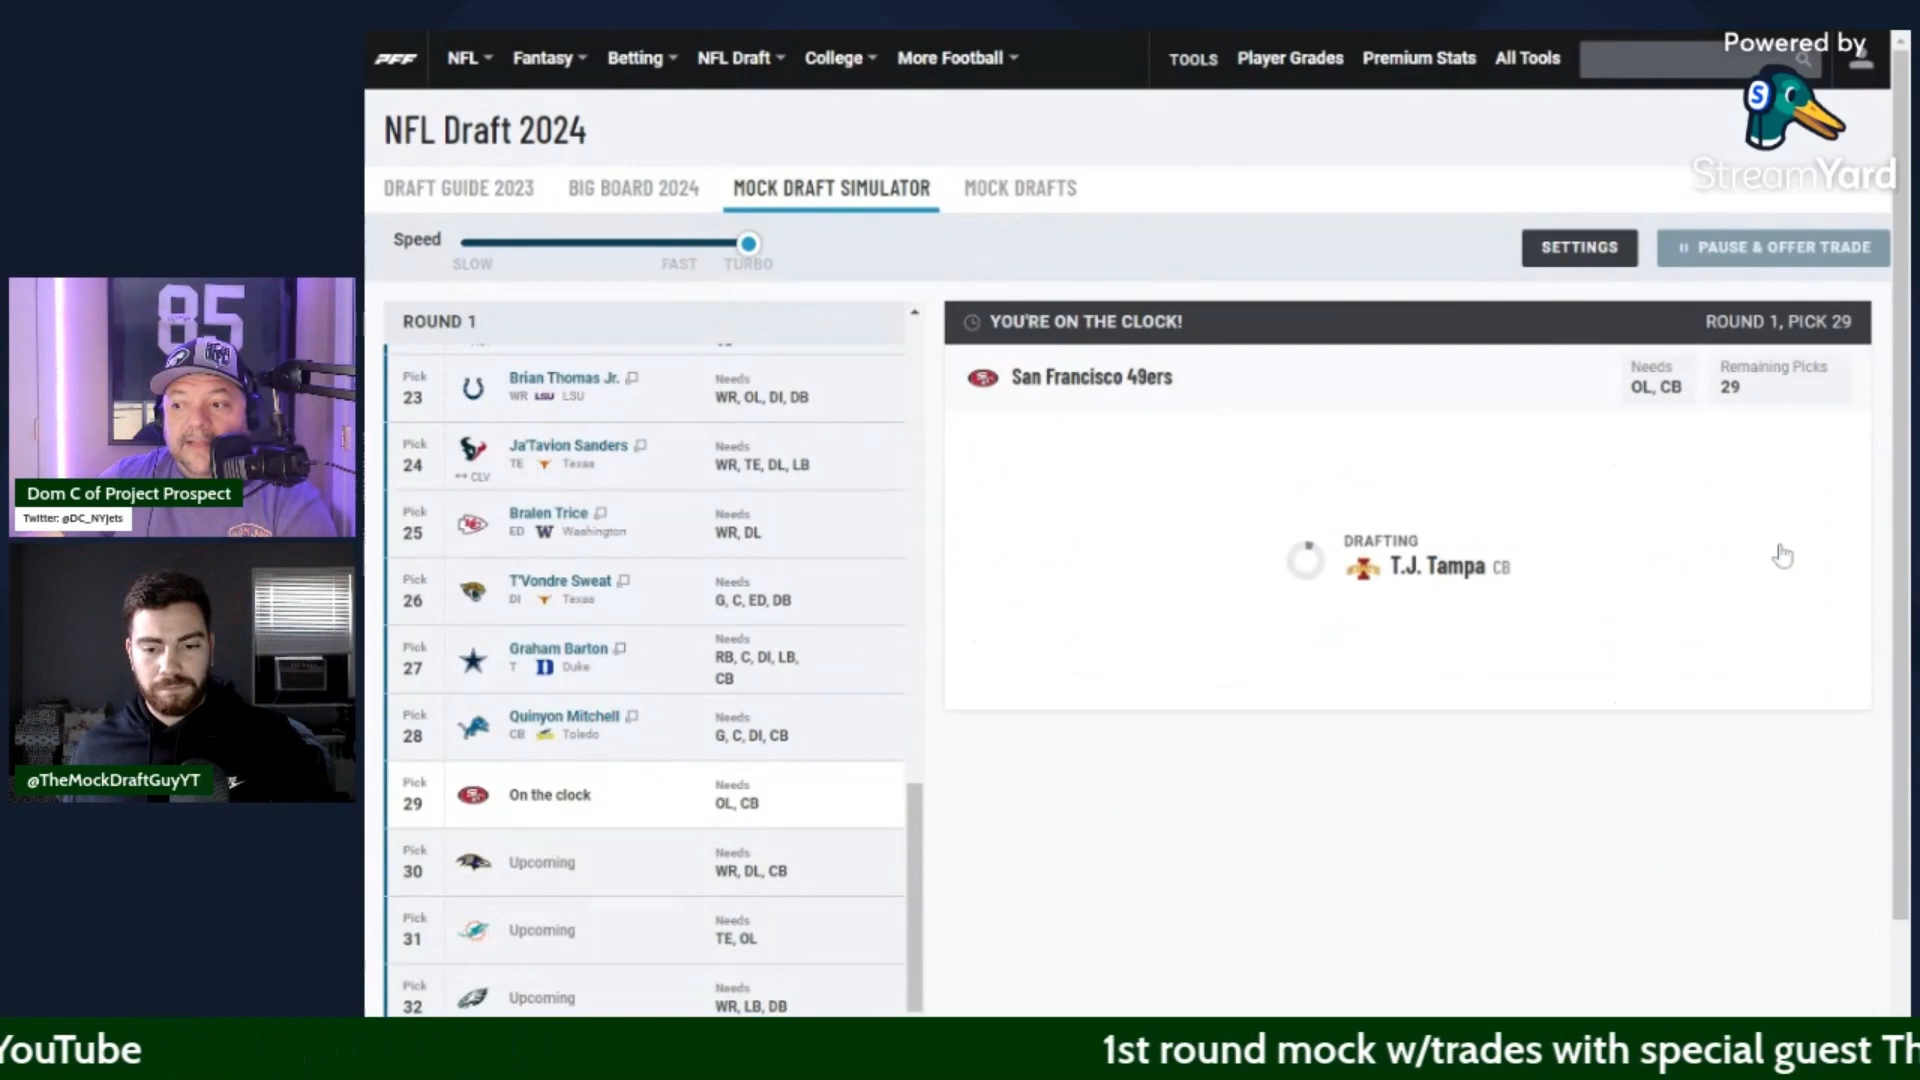 Powered by
StreamYard
PFF
NFL
Fantasy
Betting
NFL Draft
College
More Football
TOOLS
Player Grades
Premium Stats
All Tools
NFL Draft 2024
DRAFT GUIDE 2023
BIG BOARD 2024
MOCK DRAFT SIMULATOR
MOCK DRAFTS
Speed
SLOW
FAST
TURBO
SETTINGS
PAUSE & OFFER TRADE
ROUND 1
Pick
23
Brian Thomas Jr.
WR LSU LSU
Needs
WR, OL, DI, DB
Pick
24
CLV
Ja'Tavion Sanders
TE Texas
Needs
WR, TE, DL, LB
Pick
25
Bralen Trice
ED W Washington
Needs
WR, DL
Pick
26
T'Vondre Sweat
DI Texas
Needs
G, C, ED, DB
Pick
27
Graham Barton
T D Duke
Needs
RB, C, DI, LB,
CB
Pick
28
Quinyon Mitchell
CB Toledo
Needs
G, C, DI, CB
Pick
29
On the clock
Needs
OL, CB
Pick
30
Upcoming
Needs
WR, DL, CB
Pick
31
Upcoming
Needs
TE, OL
Pick
32
Upcoming
Needs
WR, LB, DB
YOU'RE ON THE CLOCK!
ROUND 1, PICK 29
San Francisco 49ers
Needs
OL, CB
Remaining Picks
29
DRAFTING
T.J. Tampa CB
85
Dom C of Project Prospect
Twitter: @DC_NYJets
@TheMockDraftGuyYT
YouTube
1st round mock w/trades with special guest Th